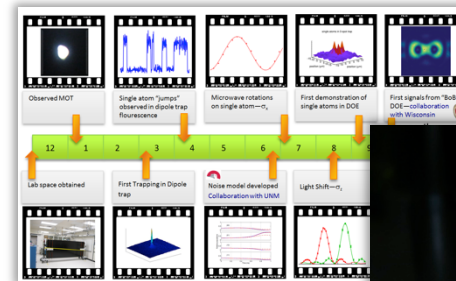 Observed MOT
Single atom "jumps"
observed in dipole trap
flourescence
Microwave rotations
on single atom—σₓ
First demonstration of
single atoms in DOE
First signals from "BoB"
DOE—collaboration
with Wisconsin
12 1 2 3 4 5 6 7 8 9
Lab space obtained
First Trapping in Dipole
trap
Noise model developed
Collaboration with UNM
Light Shift—σ